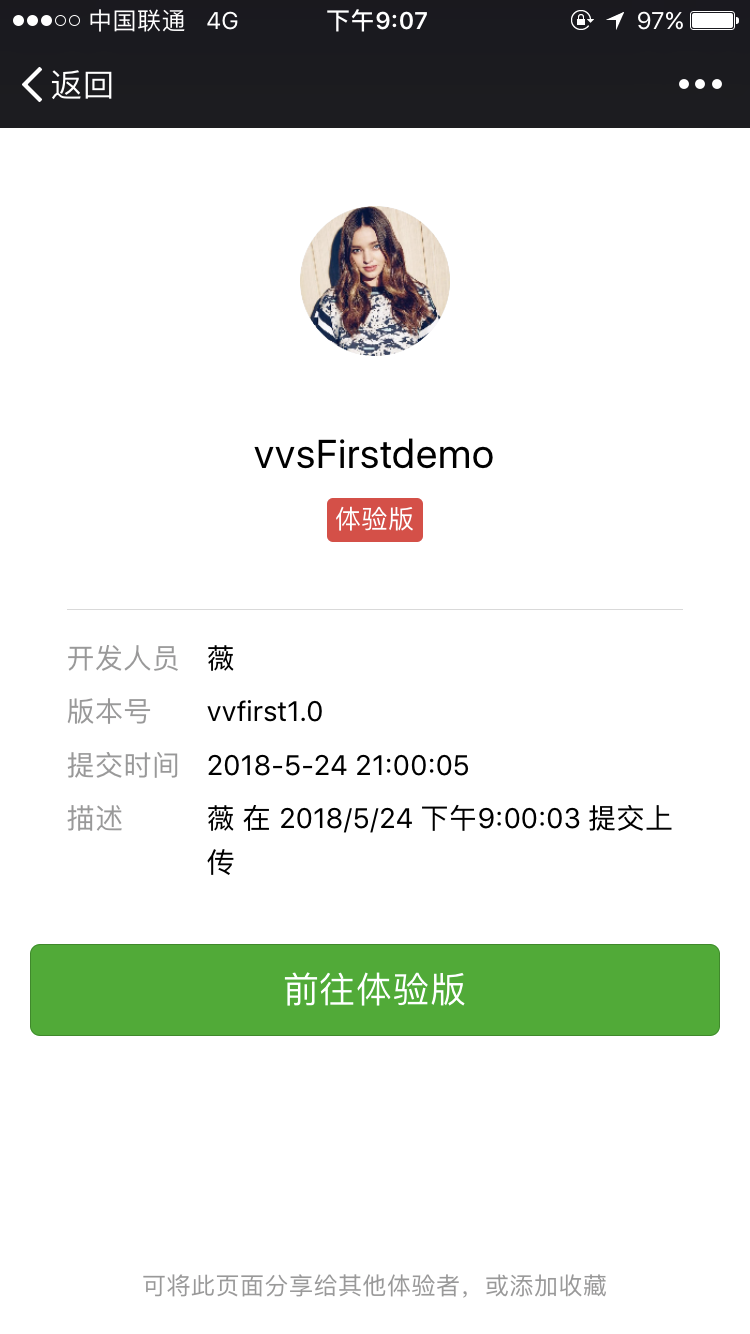 中国联通 4G 下午9:07 97%
返回
vvsFirstdemo
体验版
开发人员 薇
版本号 vvfirst1.0
提交时间 2018-5-24 21:00:05
描述 薇 在 2018/5/24 下午9:00:03 提交上
传
前往体验版
可将此页面分享给其他体验者，或添加收藏